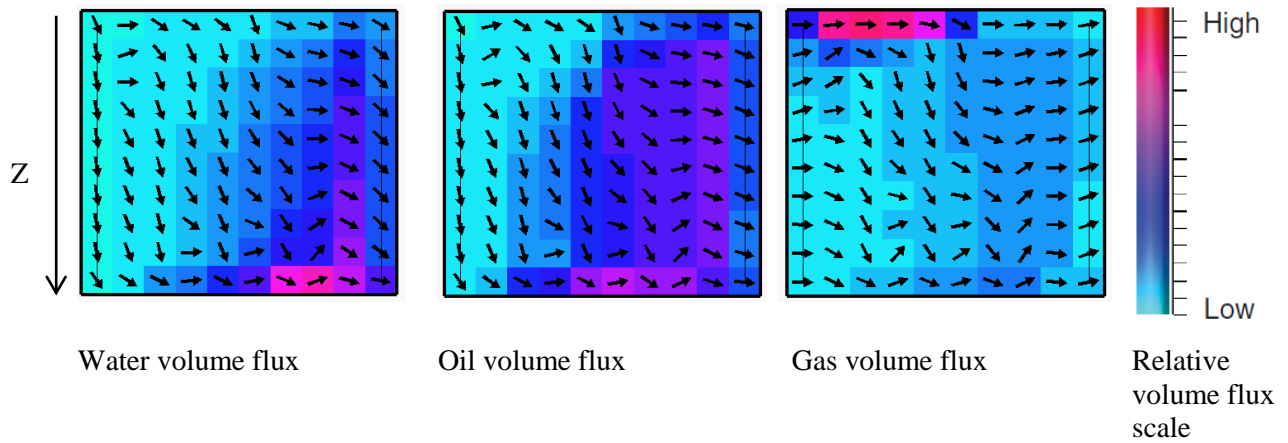 Z
High
Low
Water volume flux
Oil volume flux
Gas volume flux
Relative
volume flux
scale